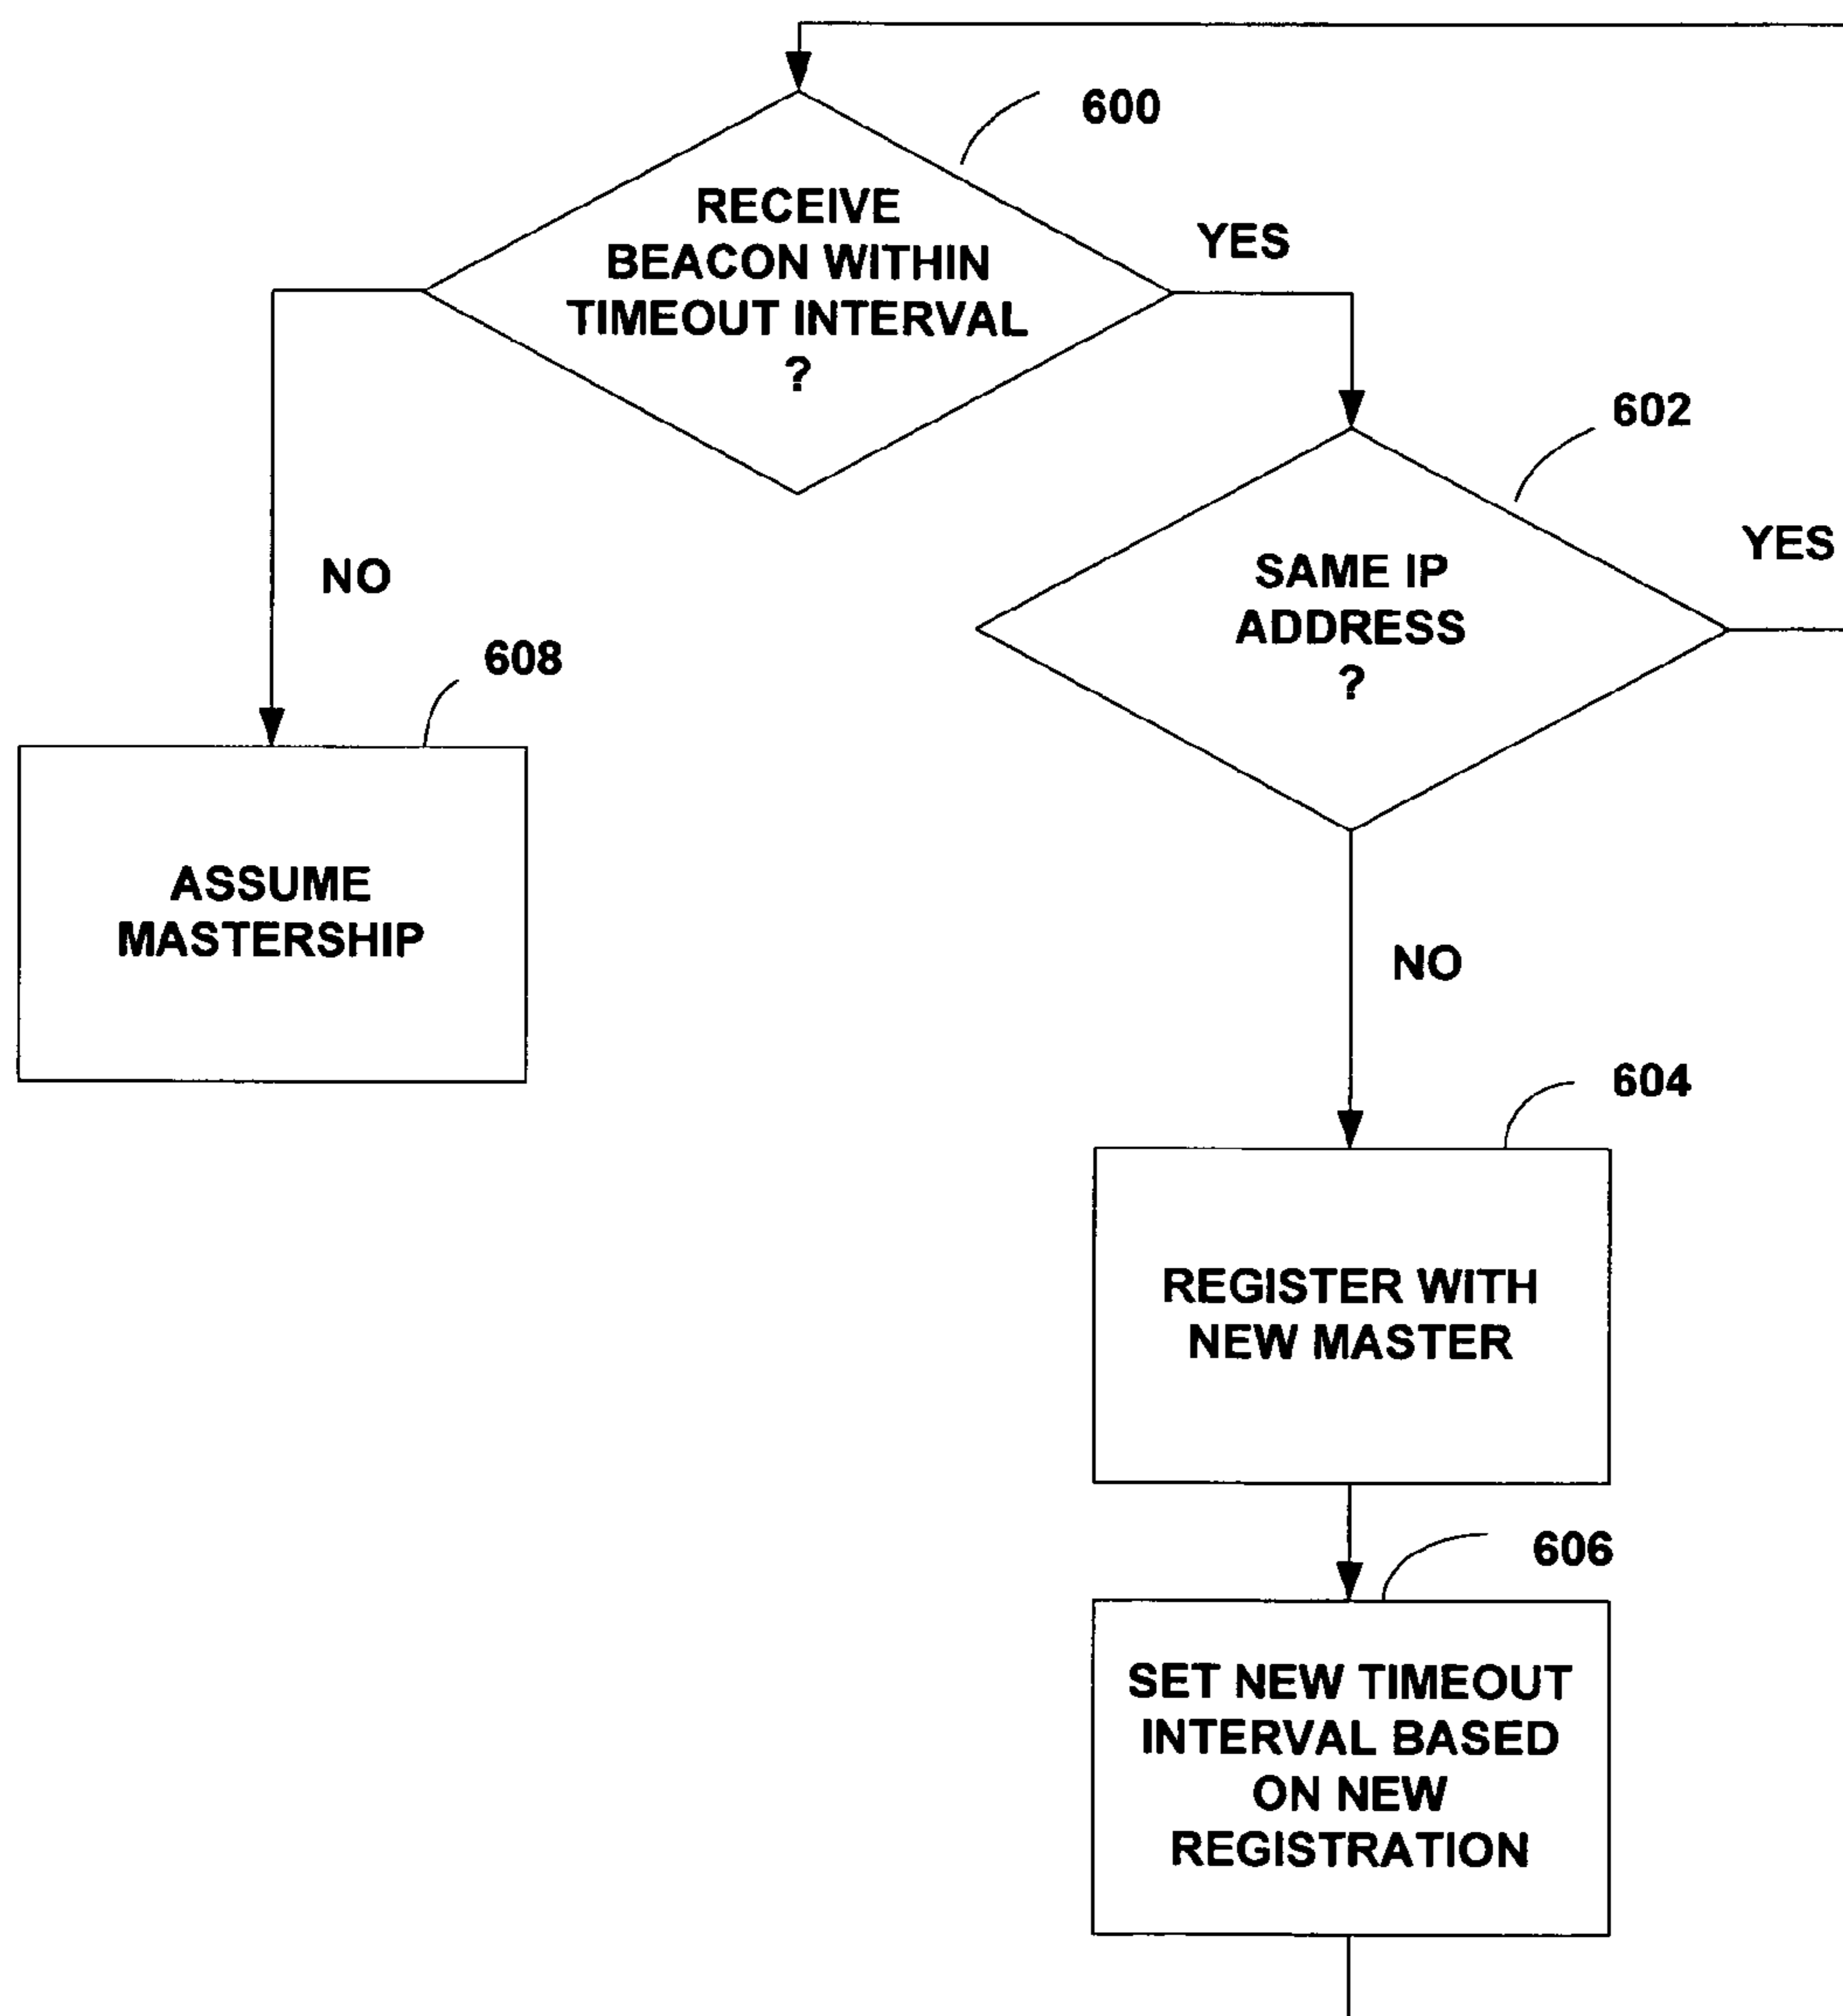 600
RECEIVE
BEACON WITHIN
TIMEOUT INTERVAL
?
YES
602
SAME IP
ADDRESS
?
YES
NO
608
ASSUME
MASTERSHIP
NO
604
REGISTER WITH
NEW MASTER
606
SET NEW TIMEOUT
INTERVAL BASED
ON NEW
REGISTRATION